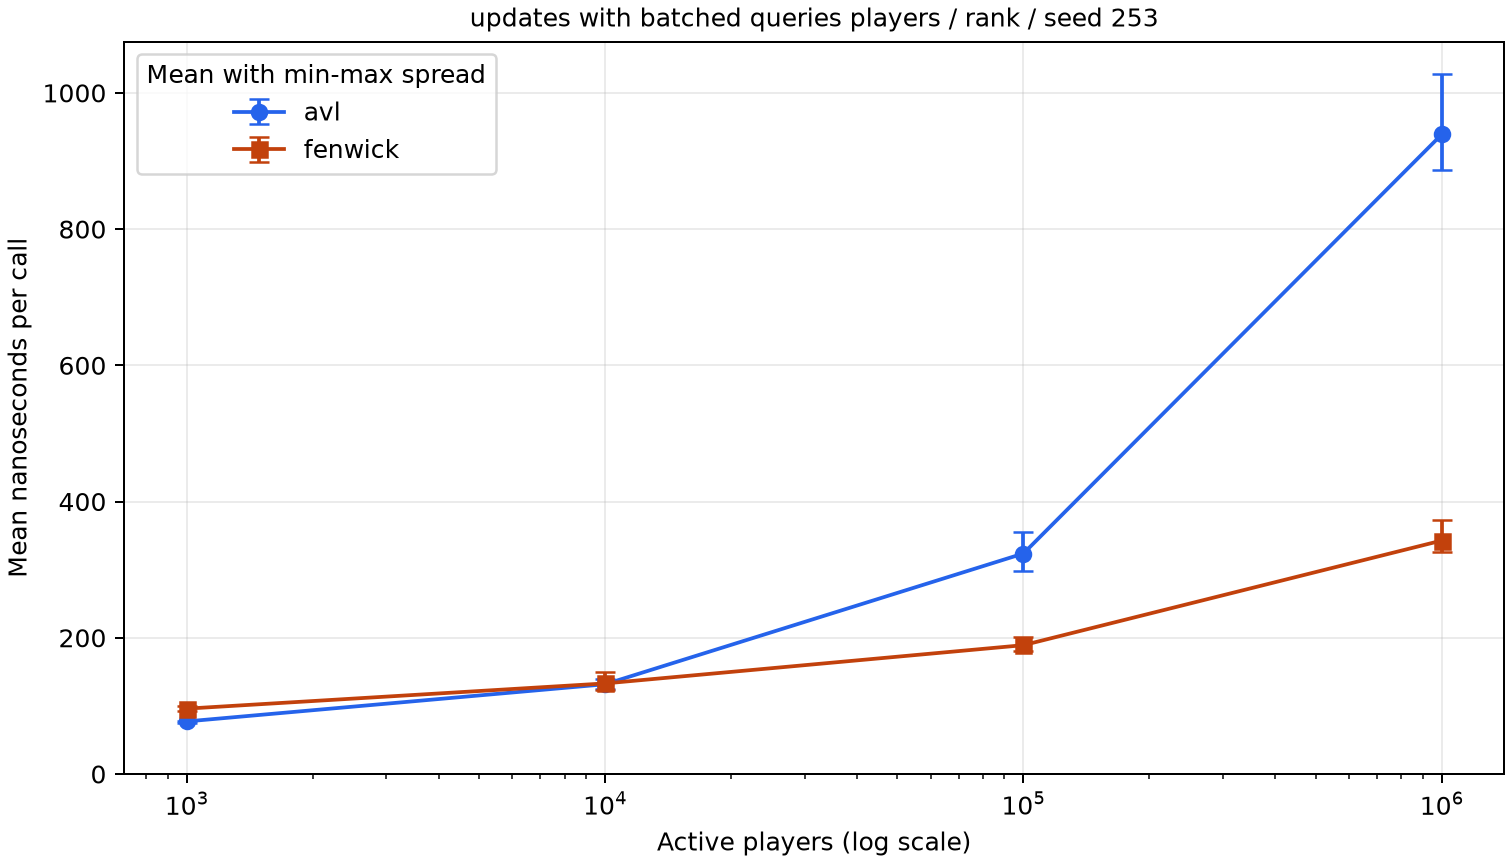 updates with batched queries players / rank / seed 253
Mean with min-max spread
avl
fenwick
Mean nanoseconds per call
1000
800
600
400
200
0
10³
10⁴
10⁵
10⁶
Active players (log scale)